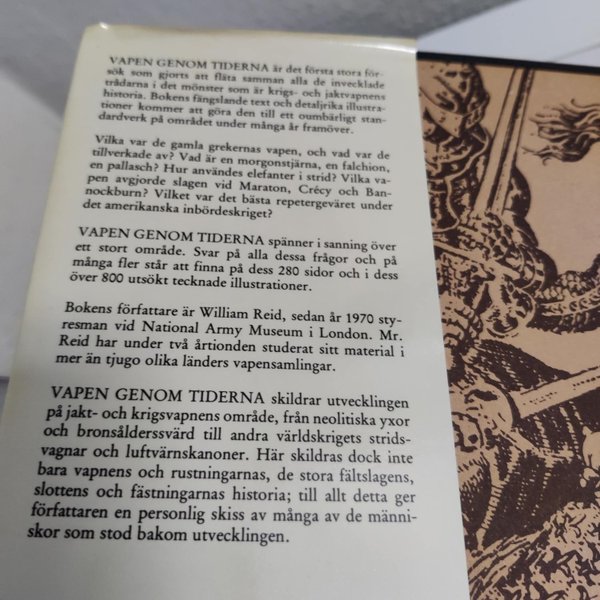 VAPEN GENOM TIDERNA är det första stora för-
sök som gjorts att fläta samman alla de invecklade
trådarna i det mönster som är krigs- och jaktvapnens
historia. Bokens fängslande text och detaljrika illustra-
tioner kommer att göra den till ett oumbärligt stan-
dardverk på området under många år framöver.
Vilka var de gamla grekernas vapen, och vad var de
tillverkade av? Vad är en morgonstjärna, en falchion,
en pallasch? Hur användes elefanter i strid? Vilka va-
pen avgjorde slagen vid Maraton, Crécy och Ban-
nockburn? Vilket var det bästa repetergeväret under
det amerikanska inbördeskriget?
VAPEN GENOM TIDERNA spänner i sanning över
ett stort område. Svar på alla dessa frågor och på
många fler står att finna på dess 280 sidor och i dess
över 800 utsökt tecknade illustrationer.
Bokens författare är William Reid, sedan år 1970 sty-
resman vid National Army Museum i London. Mr.
Reid har under två årtionden studerat sitt material i
mer än tjugo olika länders vapensamlingar.
VAPEN GENOM TIDERNA skildrar utvecklingen
på jakt- och krigsvapnens område, från neolitiska yxor
och bronsålderssvärd till andra världskrigets strids-
vagnar och luftvärnskanoner. Här skildras dock inte
bara vapnens och rustningarnas, de stora fältslagens,
slottens och fästningarnas historia; till allt detta ger
författaren en personlig skiss av många av de männi-
skor som stod bakom utvecklingen.